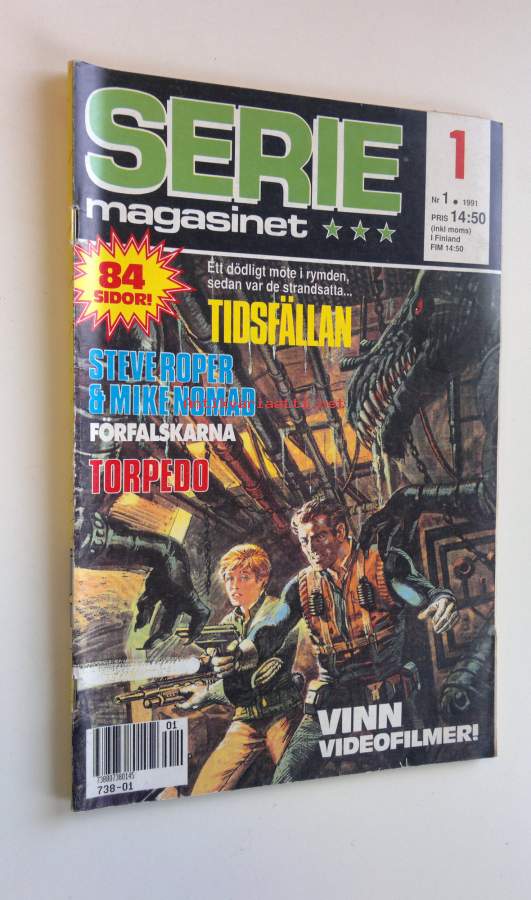 SERIE
magasinet
1
Nr 1. 1991
PRIS 14:50
(inkl moms)
I Finland
FIM 14:50
84
SIDOR!
Ett dödligt möte i rymden,
sedan var de strandsatta...
TIDSFÄLLAN
STEVE ROPER
& MIKE NOMAD
FÖRFALSKARNA
TORPEDO
VINN
VIDEOFILMER!
01
738-01